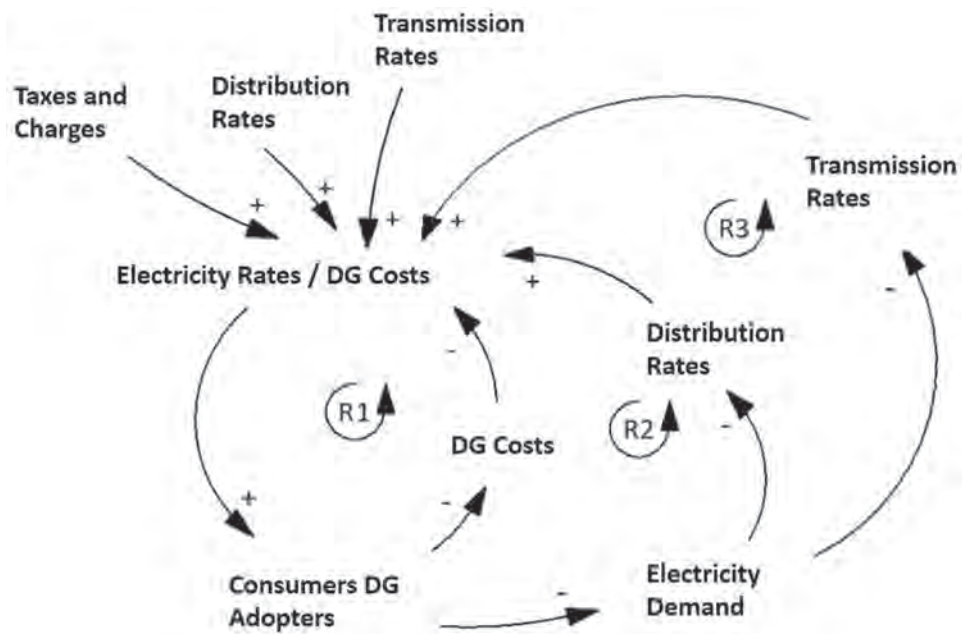 Transmission
Rates
Taxes and
Charges
Distribution
Rates
Transmission
Rates
+
+
+
+
R3
Electricity Rates / DG Costs
+
-
Distribution
Rates
-
R1
R2
-
DG Costs
+
-
-
Consumers DG
Adopters
Electricity
Demand